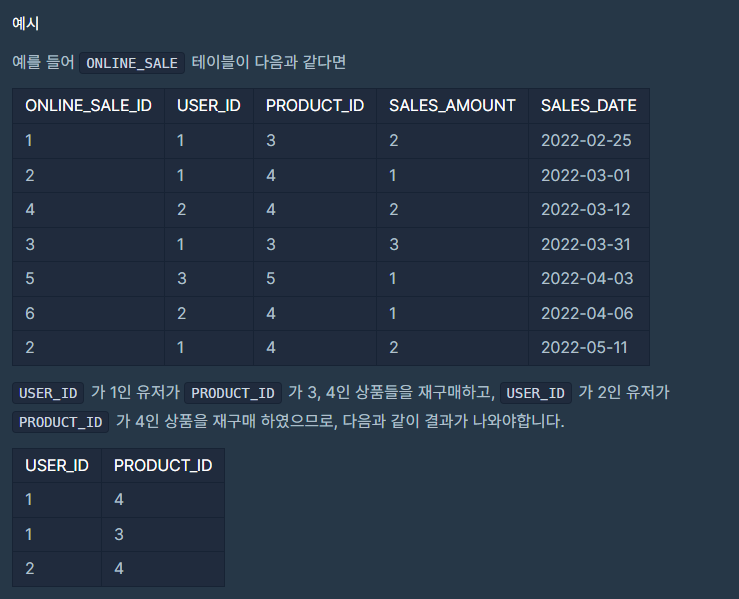 예시
예를 들어 ONLINE_SALE 테이블이 다음과 같다면
ONLINE_SALE_ID USER_ID PRODUCT_ID SALES_AMOUNT SALES_DATE
1 1 3 2 2022-02-25
2 1 4 1 2022-03-01
4 2 4 2 2022-03-12
3 1 3 3 2022-03-31
5 3 5 1 2022-04-03
6 2 4 1 2022-04-06
2 1 4 2 2022-05-11
USER_ID 가 1인 유저가 PRODUCT_ID 가 3, 4인 상품들을 재구매하고, USER_ID 가 2인 유저가
PRODUCT_ID 가 4인 상품을 재구매 하였으므로, 다음과 같이 결과가 나와야합니다.
USER_ID PRODUCT_ID
1 4
1 3
2 4